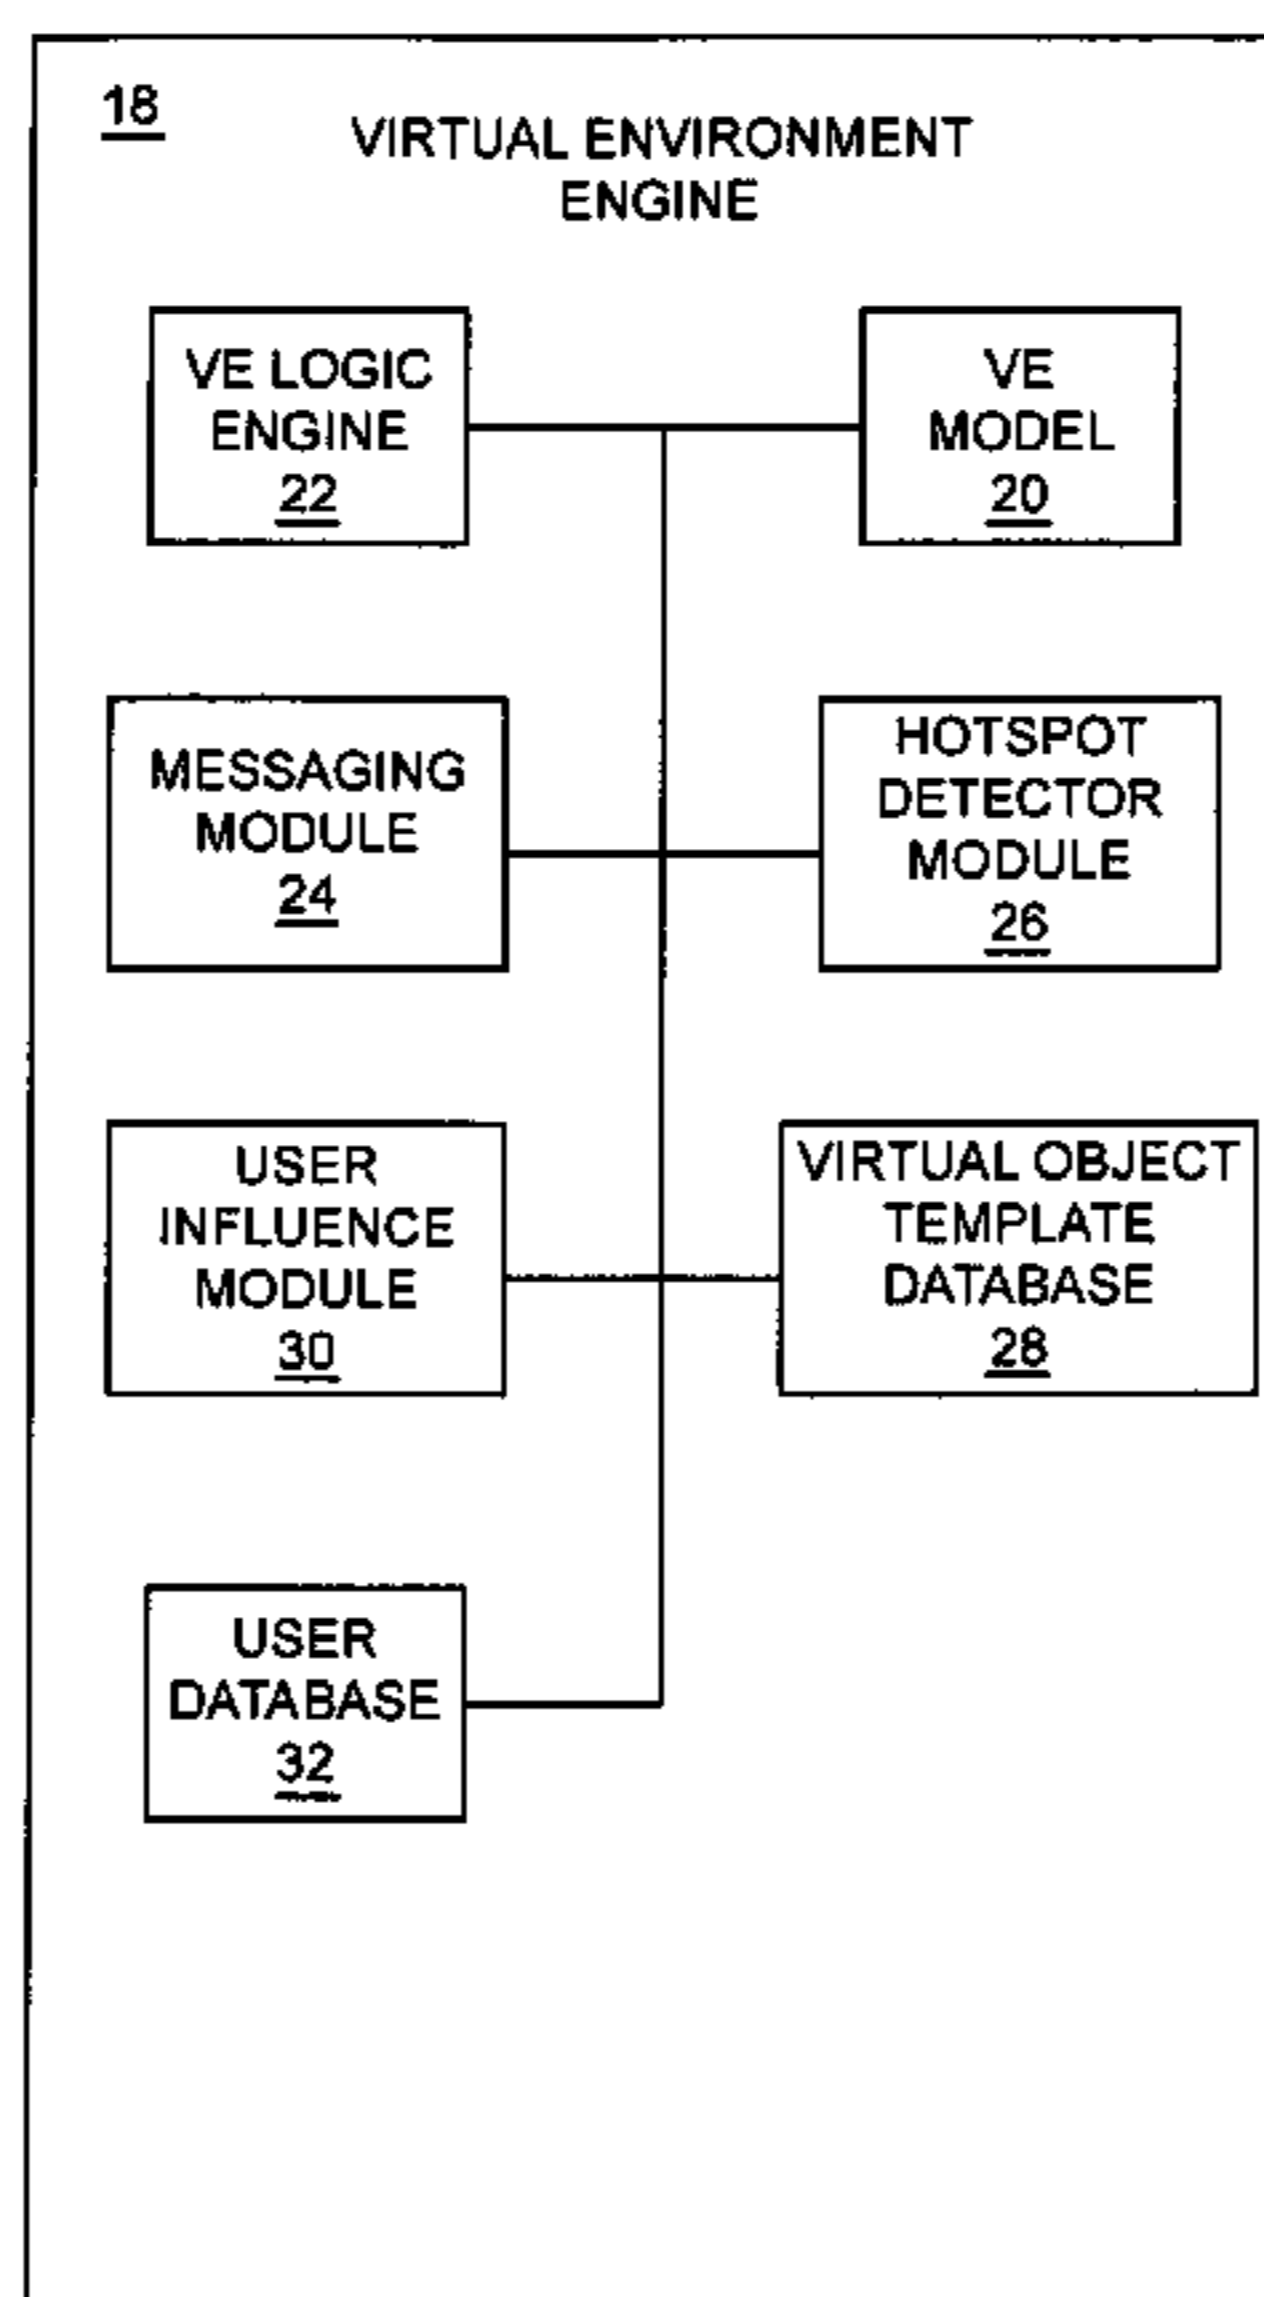 18
VIRTUAL ENVIRONMENT
ENGINE
VE LOGIC
ENGINE
22
VE
MODEL
20
MESSAGING
MODULE
24
HOTSPOT
DETECTOR
MODULE
26
USER
INFLUENCE
MODULE
30
VIRTUAL OBJECT
TEMPLATE
DATABASE
28
USER
DATABASE
32